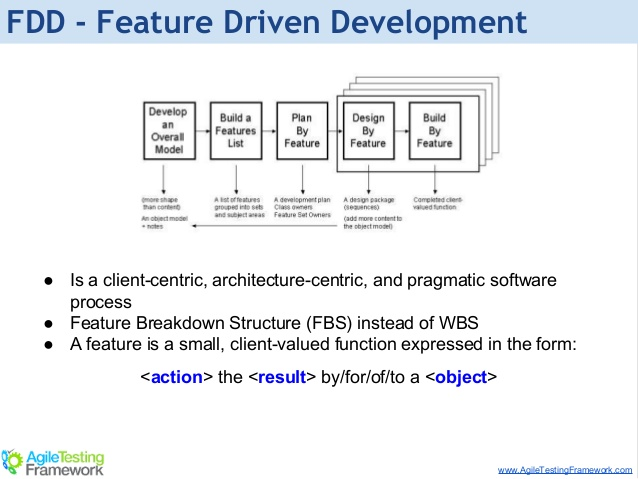 FDD - Feature Driven Development
Develop
an
Overall
Model
Build a
Features
List
Plan
By
Feature
Design
By
Feature
Build
By
Feature
(more shape
than content)
An object model
+ notes
A list of features
grouped into sets
and subject areas
A development plan
Class owners
Feature Set Owners
A design package
(sequences)
(add more content to
the object model)
Completed client-
valued function
● Is a client-centric, architecture-centric, and pragmatic software
process
● Feature Breakdown Structure (FBS) instead of WBS
● A feature is a small, client-valued function expressed in the form:
<action> the <result> by/for/of/to a <object>
AgileTesting
Framework
www.AgileTestingFramework.com